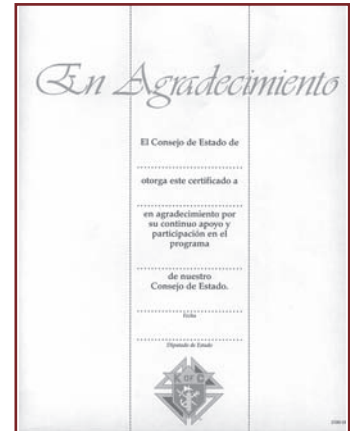 En Agradecimiento
El Consejo de Estado de
otorga este certificado a
en agradecimiento por
su continuo apoyo y
participación en el
programa
de nuestro
Consejo de Estado.
Fecha
Diputado de Estado
K OF C